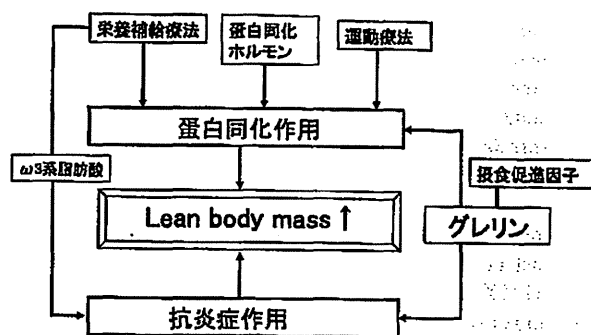 栄養補給療法
蛋白同化
ホルモン
運動療法
蛋白同化作用
ω3系脂肪酸
摂食促進因子
Lean body mass ↑
グレリン
抗炎症作用